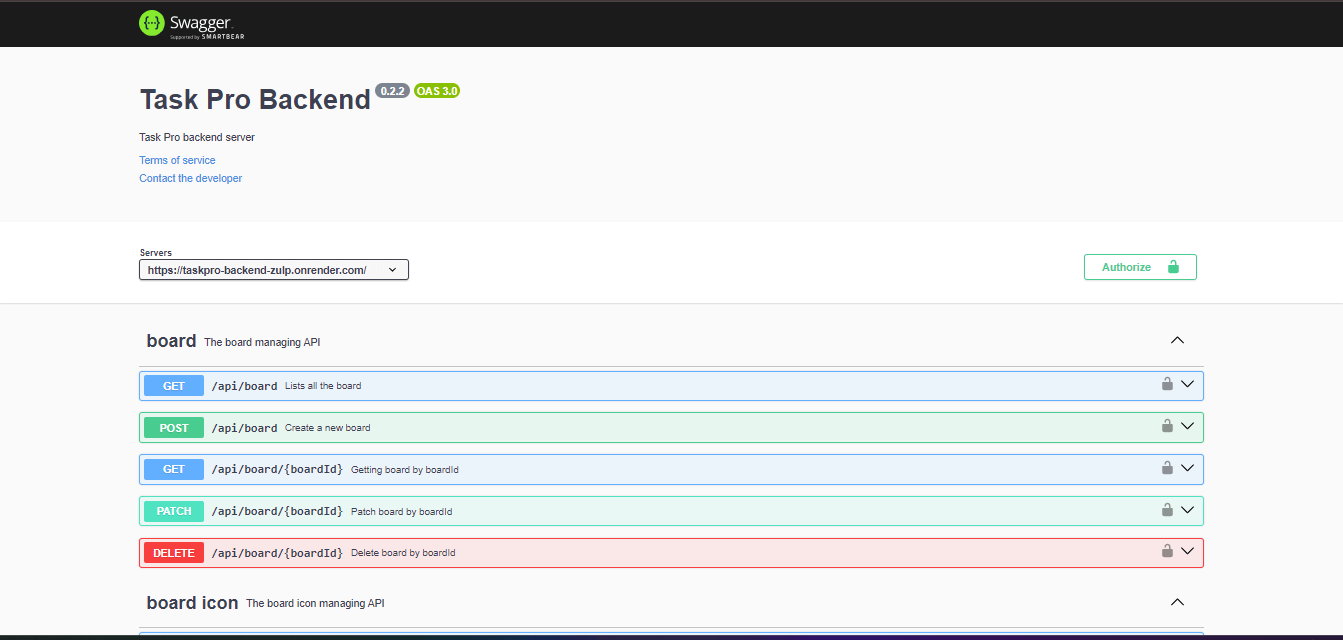 {···} Swagger
Supported by SMARTBEAR
Task Pro Backend 0.2.2 OAS 3.0
Task Pro backend server
Terms of service
Contact the developer
Servers
https://taskpro-backend-zulp.onrender.com/
Authorize
board The board managing API
GET /api/board Lists all the board
POST /api/board Create a new board
GET /api/board/{boardId} Getting board by boardId
PATCH /api/board/{boardId} Patch board by boardId
DELETE /api/board/{boardId} Delete board by boardId
board icon The board icon managing API